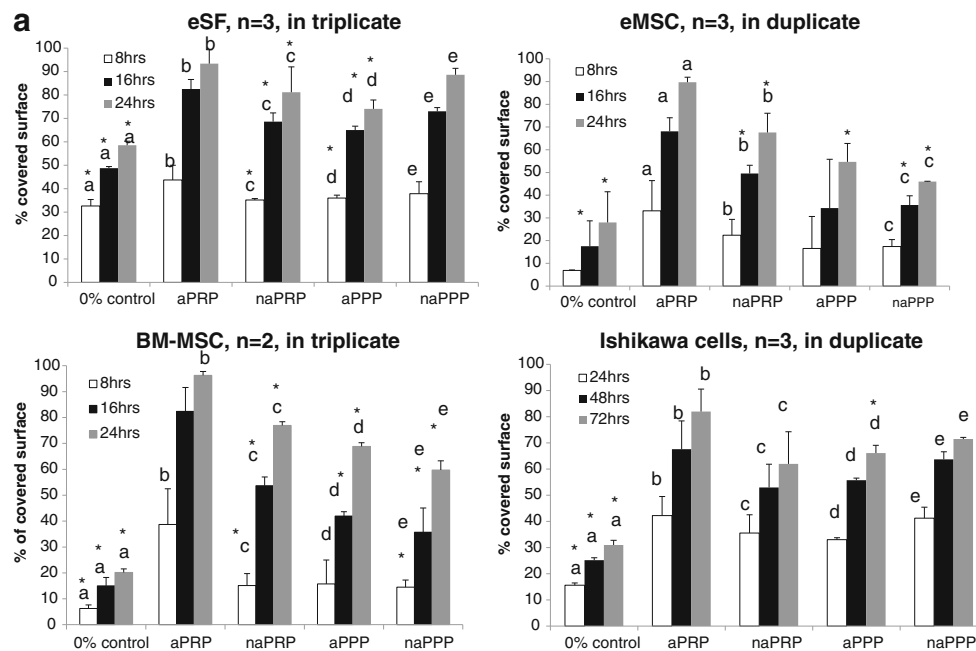 a
eSF, n=3, in triplicate
% covered surface
100
90
80
70
60
50
40
30
20
10
0
8hrs
16hrs
24hrs
* a * a * a
b b b
* c * c * c
* d * d * d
e e e
0% control aPRP naPRP aPPP naPPP
eMSC, n=3, in duplicate
% covered surface
100
90
80
70
60
50
40
30
20
10
0
8hrs
16hrs
24hrs
* *
a a a
b * b * b
*
c * c * c
0% control aPRP naPRP aPPP naPPP
BM-MSC, n=2, in triplicate
% of covered surface
100
90
80
70
60
50
40
30
20
10
0
8hrs
16hrs
24hrs
* a * a * a
b b
* c * c * c
d * d * d
e * e * e *
0% control aPRP naPRP aPPP naPPP
Ishikawa cells, n=3, in duplicate
% covered surface
100
90
80
70
60
50
40
30
20
10
0
24hrs
48hrs
72hrs
* a * a * a
b b b
c c c
d d * d
e e e
0% control aPRP naPRP aPPP naPPP